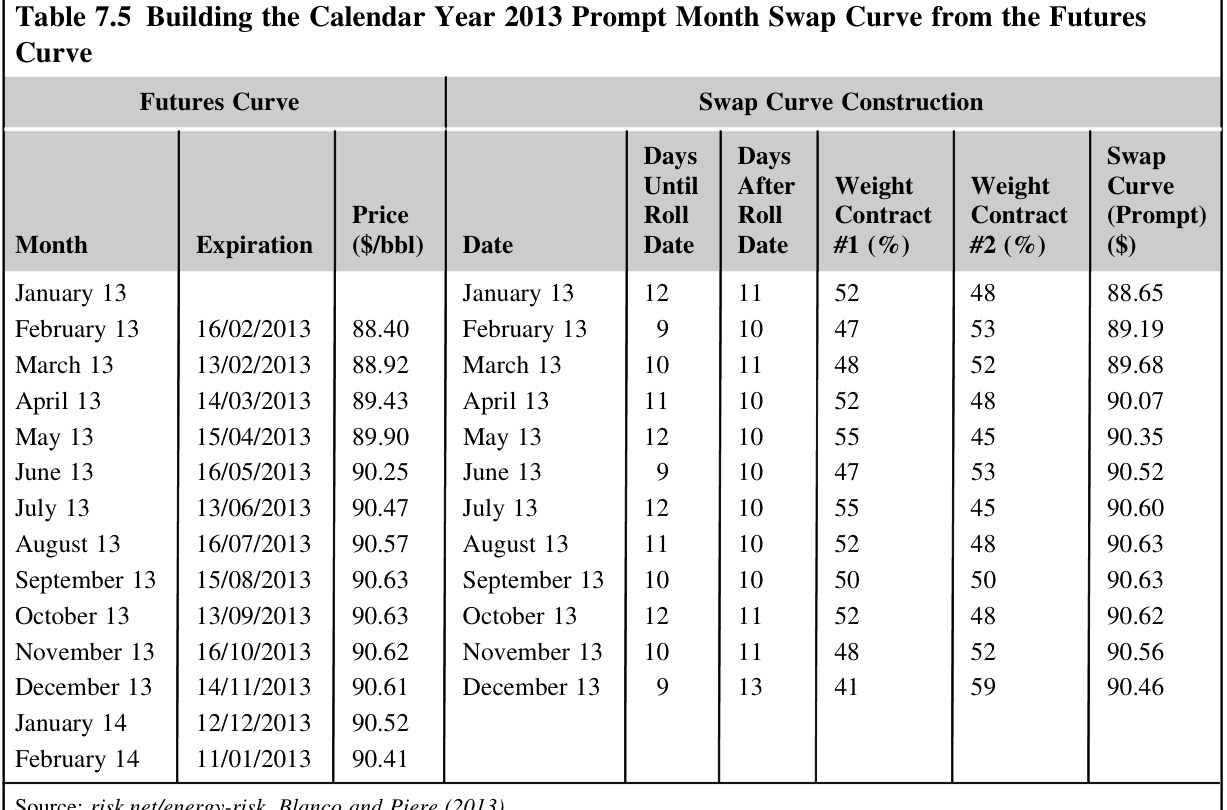 Table 7.5 Building the Calendar Year 2013 Prompt Month Swap Curve from the Futures
Curve
Futures Curve Swap Curve Construction
Month Expiration Price ($/bbl) Date Days Until Roll Date Days After Roll Date Weight Contract #1 (%) Weight Contract #2 (%) Swap Curve (Prompt) ($)
January 13 January 13 12 11 52 48 88.65
February 13 16/02/2013 88.40 February 13 9 10 47 53 89.19
March 13 13/02/2013 88.92 March 13 10 11 48 52 89.68
April 13 14/03/2013 89.43 April 13 11 10 52 48 90.07
May 13 15/04/2013 89.90 May 13 12 10 55 45 90.35
June 13 16/05/2013 90.25 June 13 9 10 47 53 90.52
July 13 13/06/2013 90.47 July 13 12 10 55 45 90.60
August 13 16/07/2013 90.57 August 13 11 10 52 48 90.63
September 13 15/08/2013 90.63 September 13 10 10 50 50 90.63
October 13 13/09/2013 90.63 October 13 12 11 52 48 90.62
November 13 16/10/2013 90.62 November 13 10 11 48 52 90.56
December 13 14/11/2013 90.61 December 13 9 13 41 59 90.46
January 14 12/12/2013 90.52
February 14 11/01/2013 90.41
Source: risk.net/energy-risk, Blanco and Piere (2013)